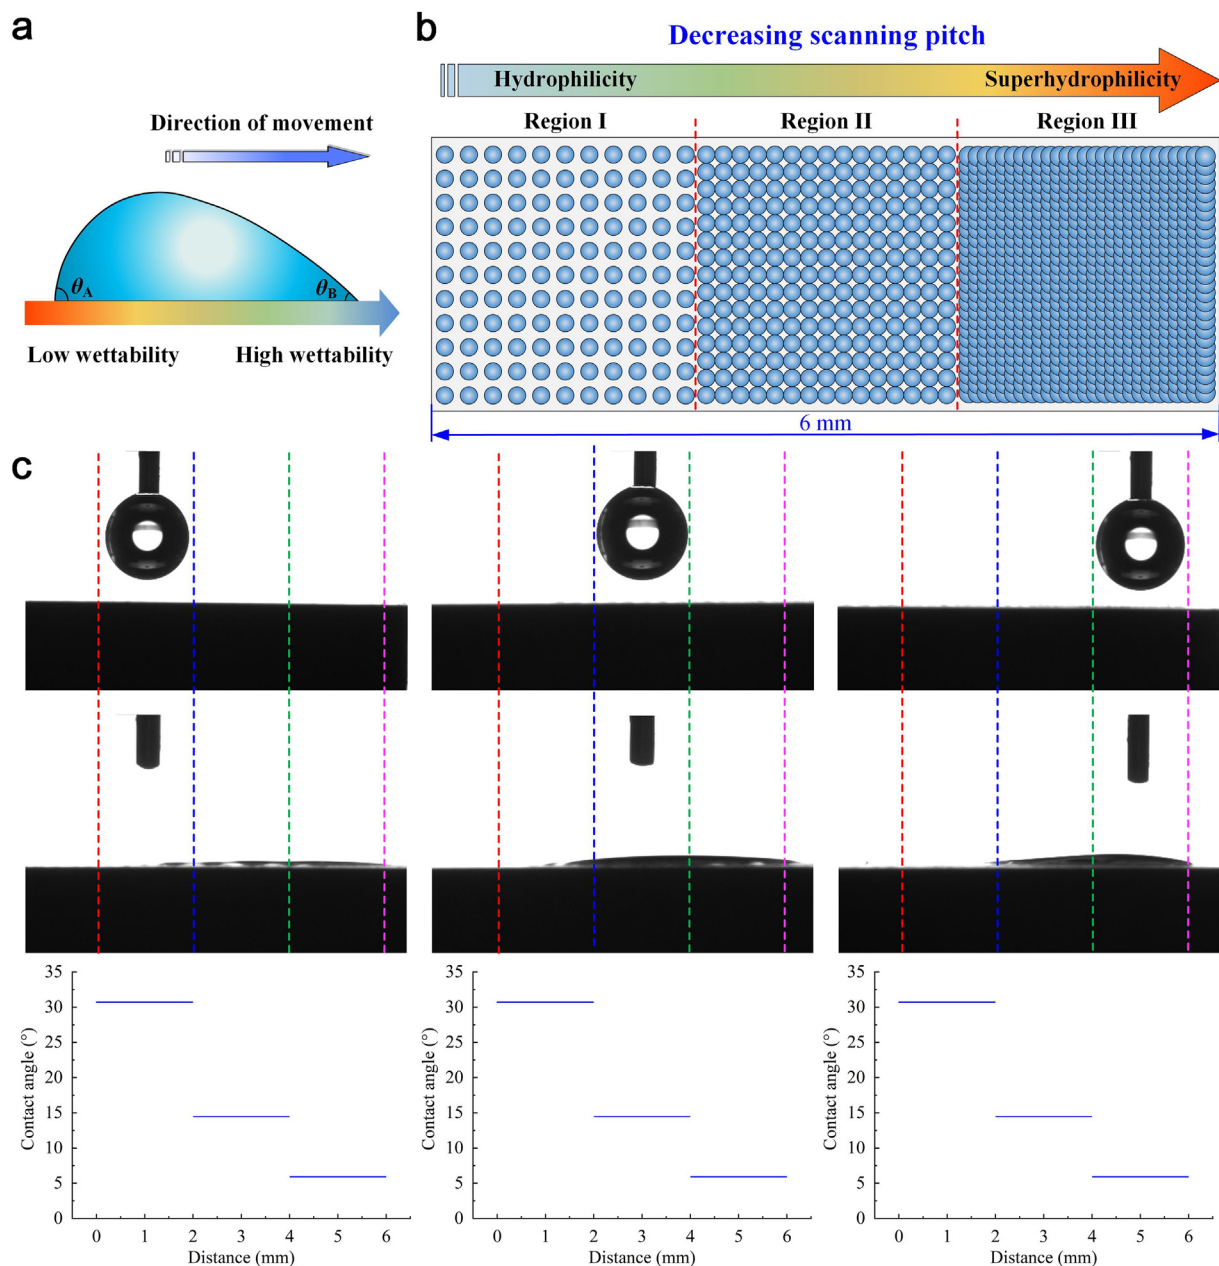 a
Direction of movement
θA
θB
Low wettability
High wettability
b
Decreasing scanning pitch
Hydrophilicity
Superhydrophilicity
Region I
Region II
Region III
6 mm
c
35
30
25
20
15
10
5
0
Contact angle (°)
0 1 2 3 4 5 6
Distance (mm)
35
30
25
20
15
10
5
0
Contact angle (°)
0 1 2 3 4 5 6
Distance (mm)
35
30
25
20
15
10
5
0
Contact angle (°)
0 1 2 3 4 5 6
Distance (mm)